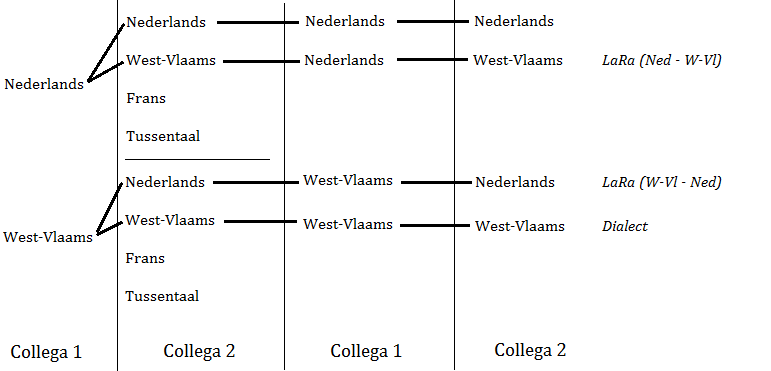 Nederlands Nederlands Nederlands
West-Vlaams Nederlands West-Vlaams LaRa (Ned - W-Vl)
Nederlands
Frans
Tussentaal
Nederlands West-Vlaams Nederlands LaRa (W-Vl - Ned)
West-Vlaams West-Vlaams West-Vlaams Dialect
West-Vlaams
Frans
Tussentaal
Collega 1 Collega 2 Collega 1 Collega 2